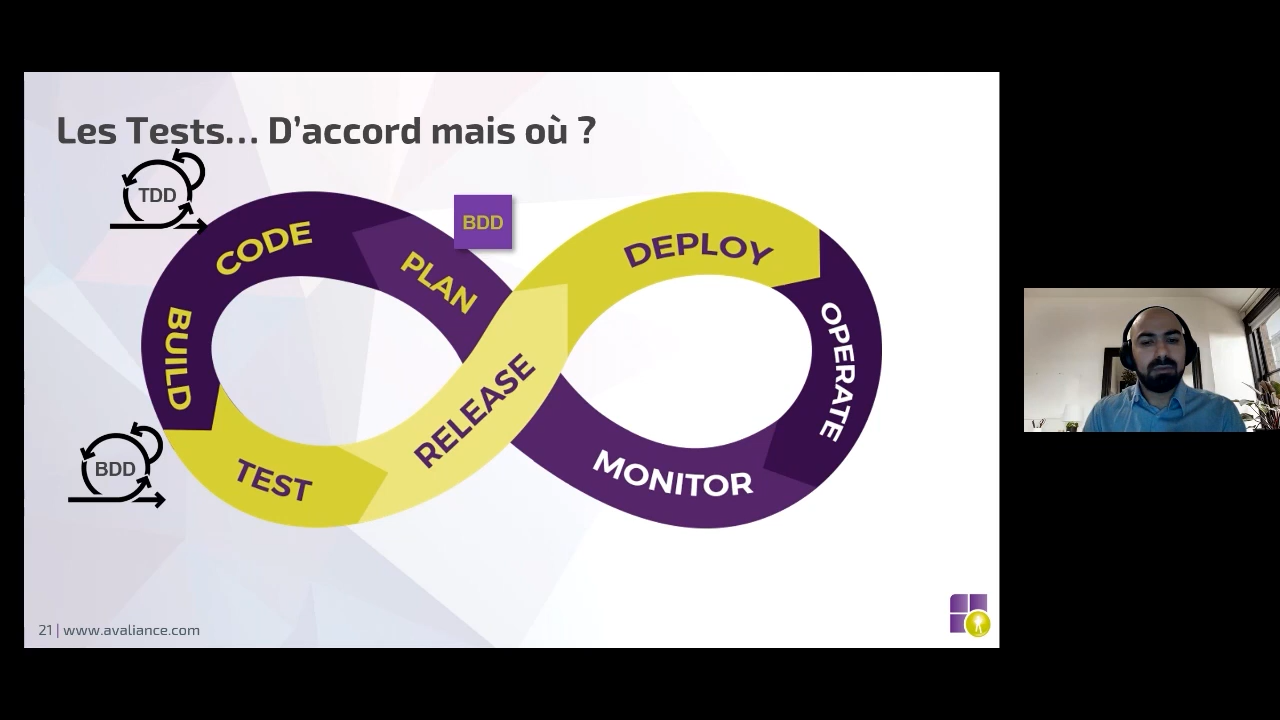 Les Tests... D'accord mais où ?
TDD
BDD
CODE
PLAN
DEPLOY
BUILD
OPERATE
RELEASE
BDD
TEST
MONITOR
21 | www.avaliance.com